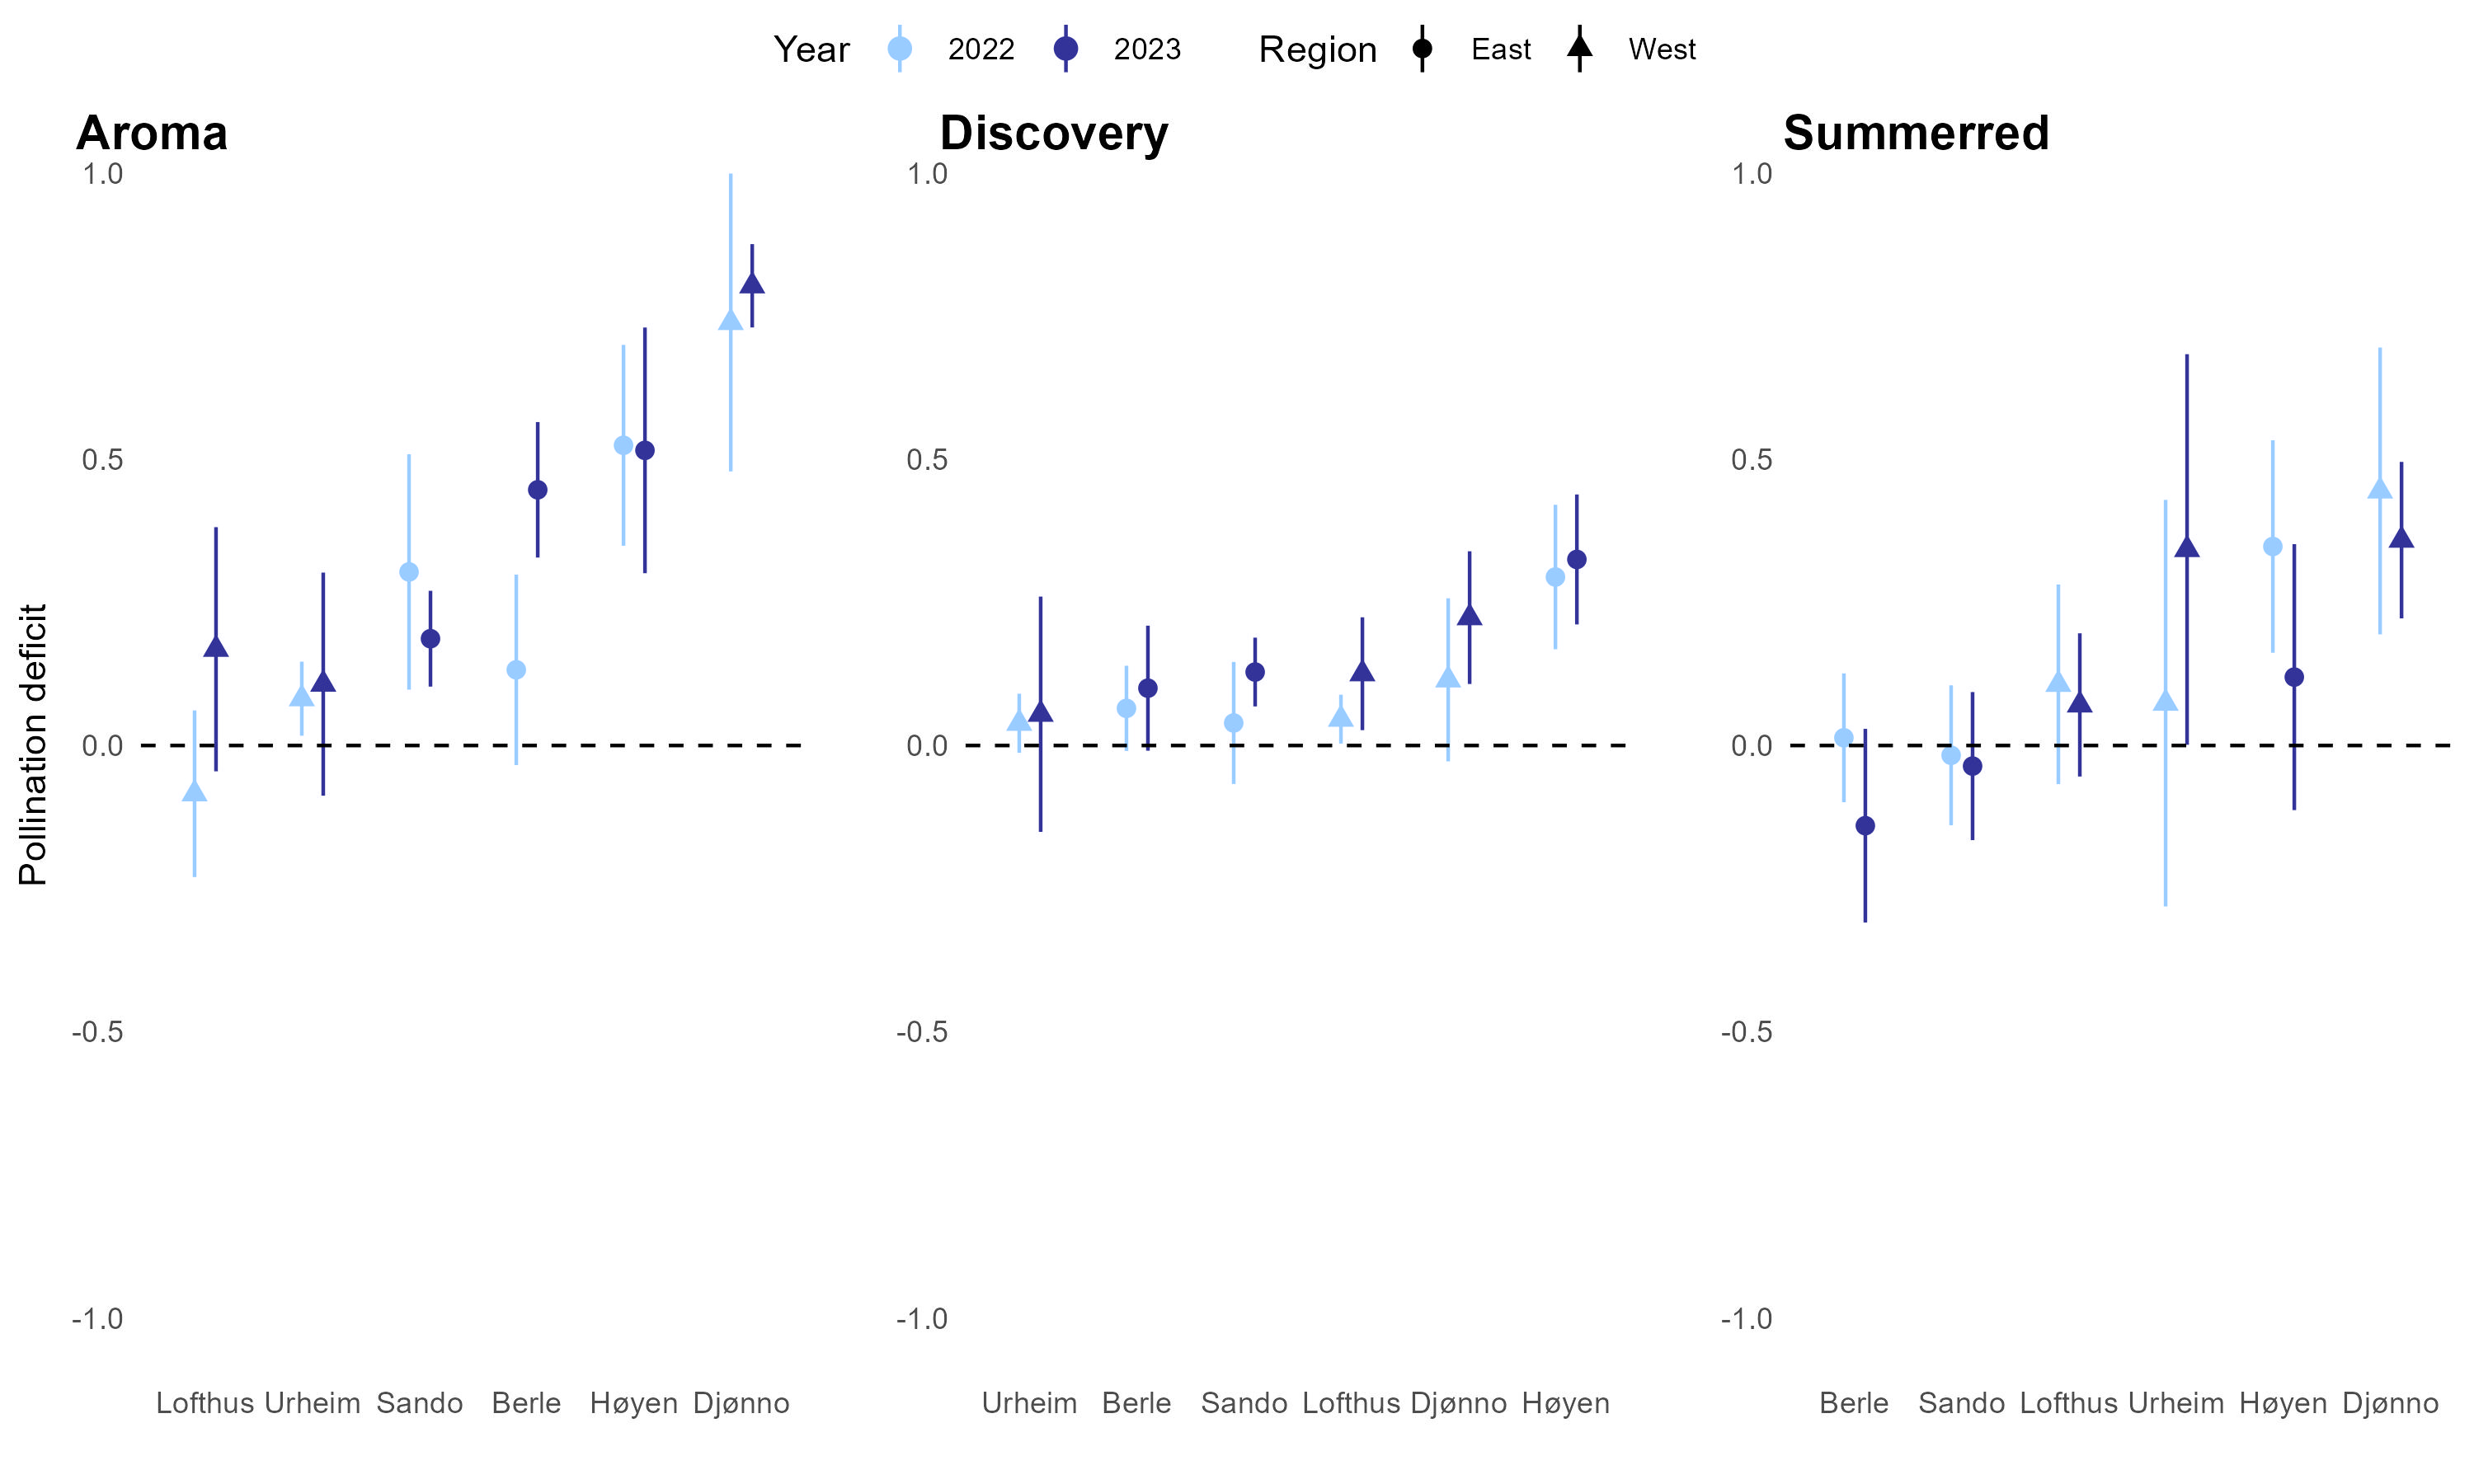 Year 2022 2023 Region East West
Aroma Discovery Summerred
1.0 1.0 1.0
0.5 0.5 0.5
0.0 0.0 0.0
-0.5 -0.5 -0.5
-1.0 -1.0 -1.0
Pollination deficit
Lofthus Urheim Sando Berle Høyen Djønno
Urheim Berle Sando Lofthus Djønno Høyen
Berle Sando Lofthus Urheim Høyen Djønno